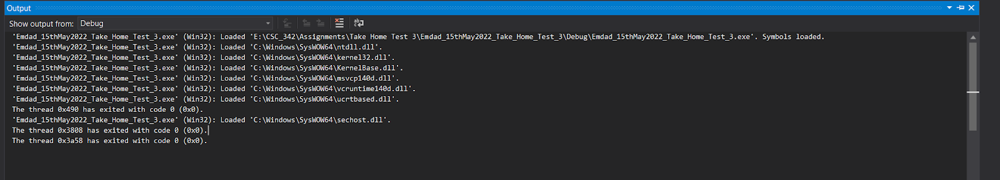 Output
Show output from: Debug
'Emdad_15thMay2022_Take_Home_Test_3.exe' (Win32): Loaded 'E:\CSC_342\Assignments\Take Home Test 3\Emdad_15thMay2022_Take_Home_Test_3\Debug\Emdad_15thMay2022_Take_Home_Test_3.exe'. Symbols loaded.
'Emdad_15thMay2022_Take_Home_Test_3.exe' (Win32): Loaded 'C:\Windows\SysWOW64\ntdll.dll'.
'Emdad_15thMay2022_Take_Home_Test_3.exe' (Win32): Loaded 'C:\Windows\SysWOW64\kernel32.dll'.
'Emdad_15thMay2022_Take_Home_Test_3.exe' (Win32): Loaded 'C:\Windows\SysWOW64\KernelBase.dll'.
'Emdad_15thMay2022_Take_Home_Test_3.exe' (Win32): Loaded 'C:\Windows\SysWOW64\msvcp140d.dll'.
'Emdad_15thMay2022_Take_Home_Test_3.exe' (Win32): Loaded 'C:\Windows\SysWOW64\vcruntime140d.dll'.
'Emdad_15thMay2022_Take_Home_Test_3.exe' (Win32): Loaded 'C:\Windows\SysWOW64\ucrtbased.dll'.
The thread 0x490 has exited with code 0 (0x0).
'Emdad_15thMay2022_Take_Home_Test_3.exe' (Win32): Loaded 'C:\Windows\SysWOW64\sechost.dll'.
The thread 0x3808 has exited with code 0 (0x0).
The thread 0x3a58 has exited with code 0 (0x0).